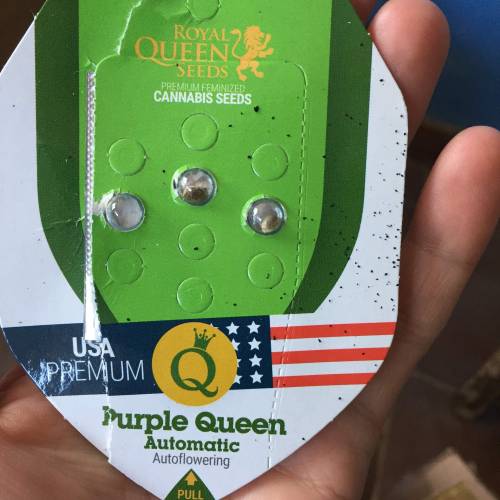 ROYAL
QUEEN
SEEDS
PREMIUM FEMINIZED
CANNABIS SEEDS
USA
PREMIUM
Q
Purple Queen
Automatic
Autoflowering
PULL